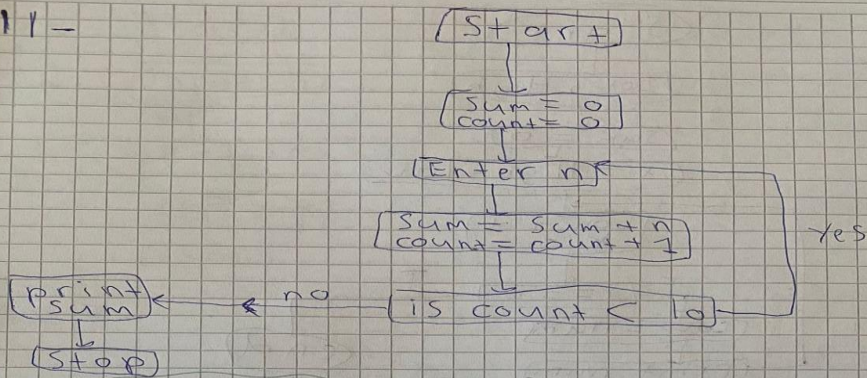 11-
Start
sum = 0
count = 0
Enter n
sum = sum + n
count = count + 1
yes
is count < 10
no
print
sum
Stop